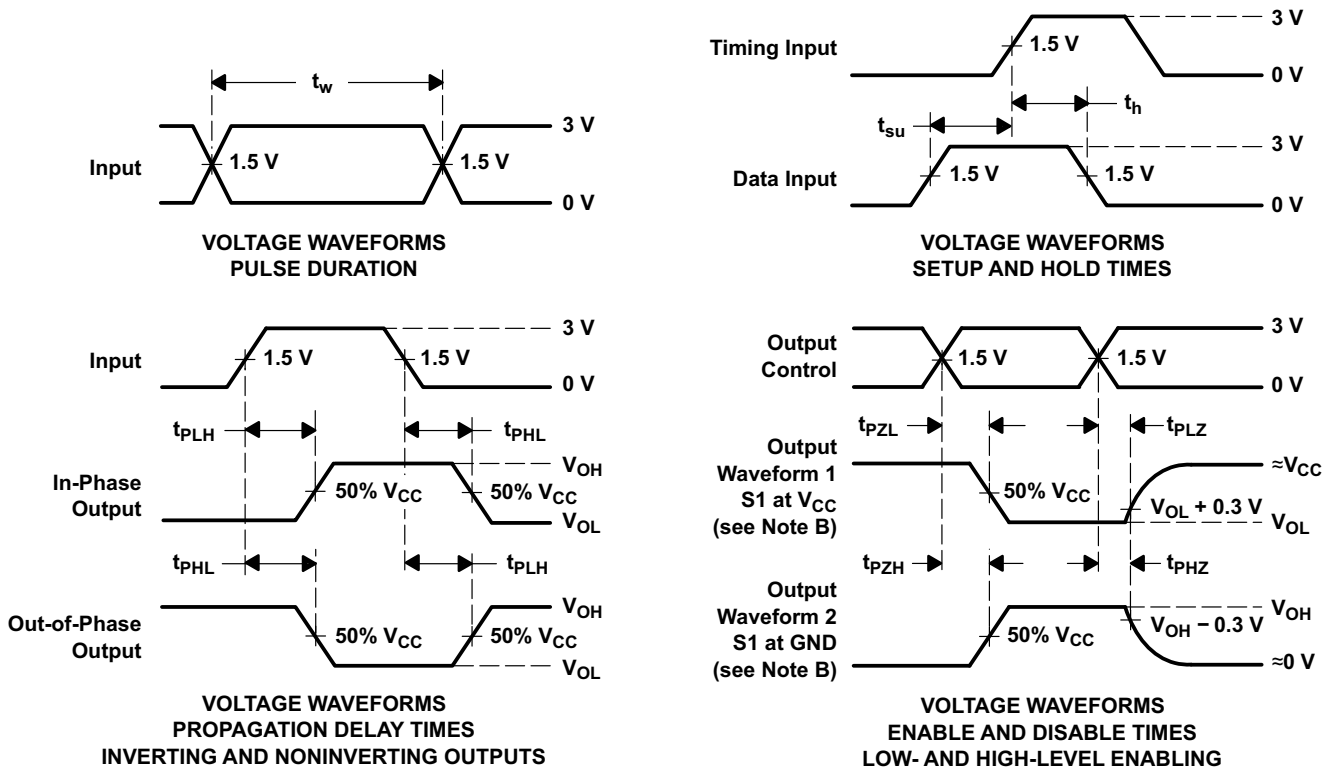 t_w
3 V
Input
1.5 V
1.5 V
0 V
VOLTAGE WAVEFORMS
PULSE DURATION
Timing Input
3 V
1.5 V
0 V
t_h
t_su
3 V
Data Input
1.5 V
1.5 V
0 V
VOLTAGE WAVEFORMS
SETUP AND HOLD TIMES
3 V
Input
1.5 V
1.5 V
0 V
t_PLH
t_PHL
In-Phase
Output
V_OH
50% V_CC
50% V_CC
V_OL
t_PHL
t_PLH
Out-of-Phase
Output
V_OH
50% V_CC
50% V_CC
V_OL
VOLTAGE WAVEFORMS
PROPAGATION DELAY TIMES
INVERTING AND NONINVERTING OUTPUTS
Output
Control
3 V
1.5 V
1.5 V
0 V
t_PZL
t_PLZ
Output
Waveform 1
S1 at V_CC
(see Note B)
≈V_CC
50% V_CC
V_OL + 0.3 V
V_OL
t_PZH
t_PHZ
Output
Waveform 2
S1 at GND
(see Note B)
V_OH
50% V_CC
V_OH − 0.3 V
≈0 V
VOLTAGE WAVEFORMS
ENABLE AND DISABLE TIMES
LOW- AND HIGH-LEVEL ENABLING